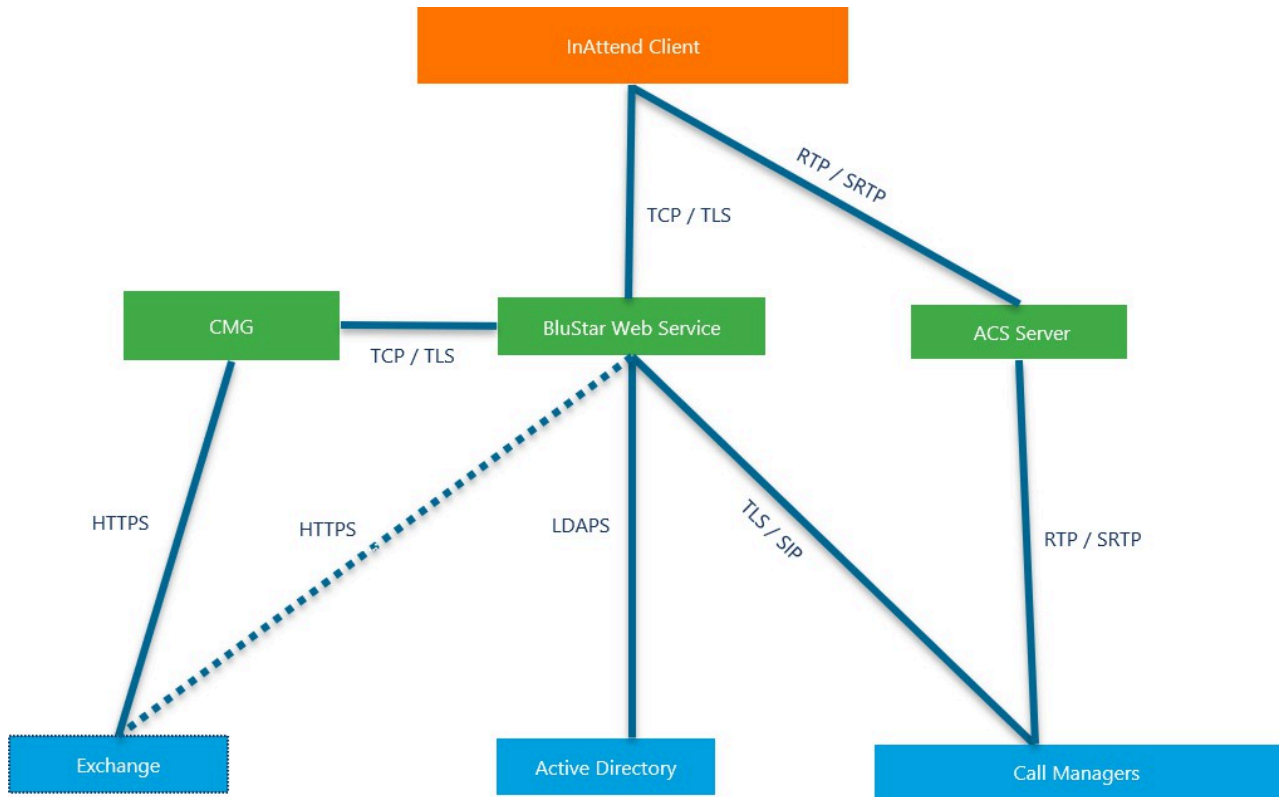 InAttend Client
RTP / SRTP
TCP / TLS
CMG
BluStar Web Service
ACS Server
TCP / TLS
HTTPS
HTTPS
LDAPS
TLS / SIP
RTP / SRTP
Exchange
Active Directory
Call Managers